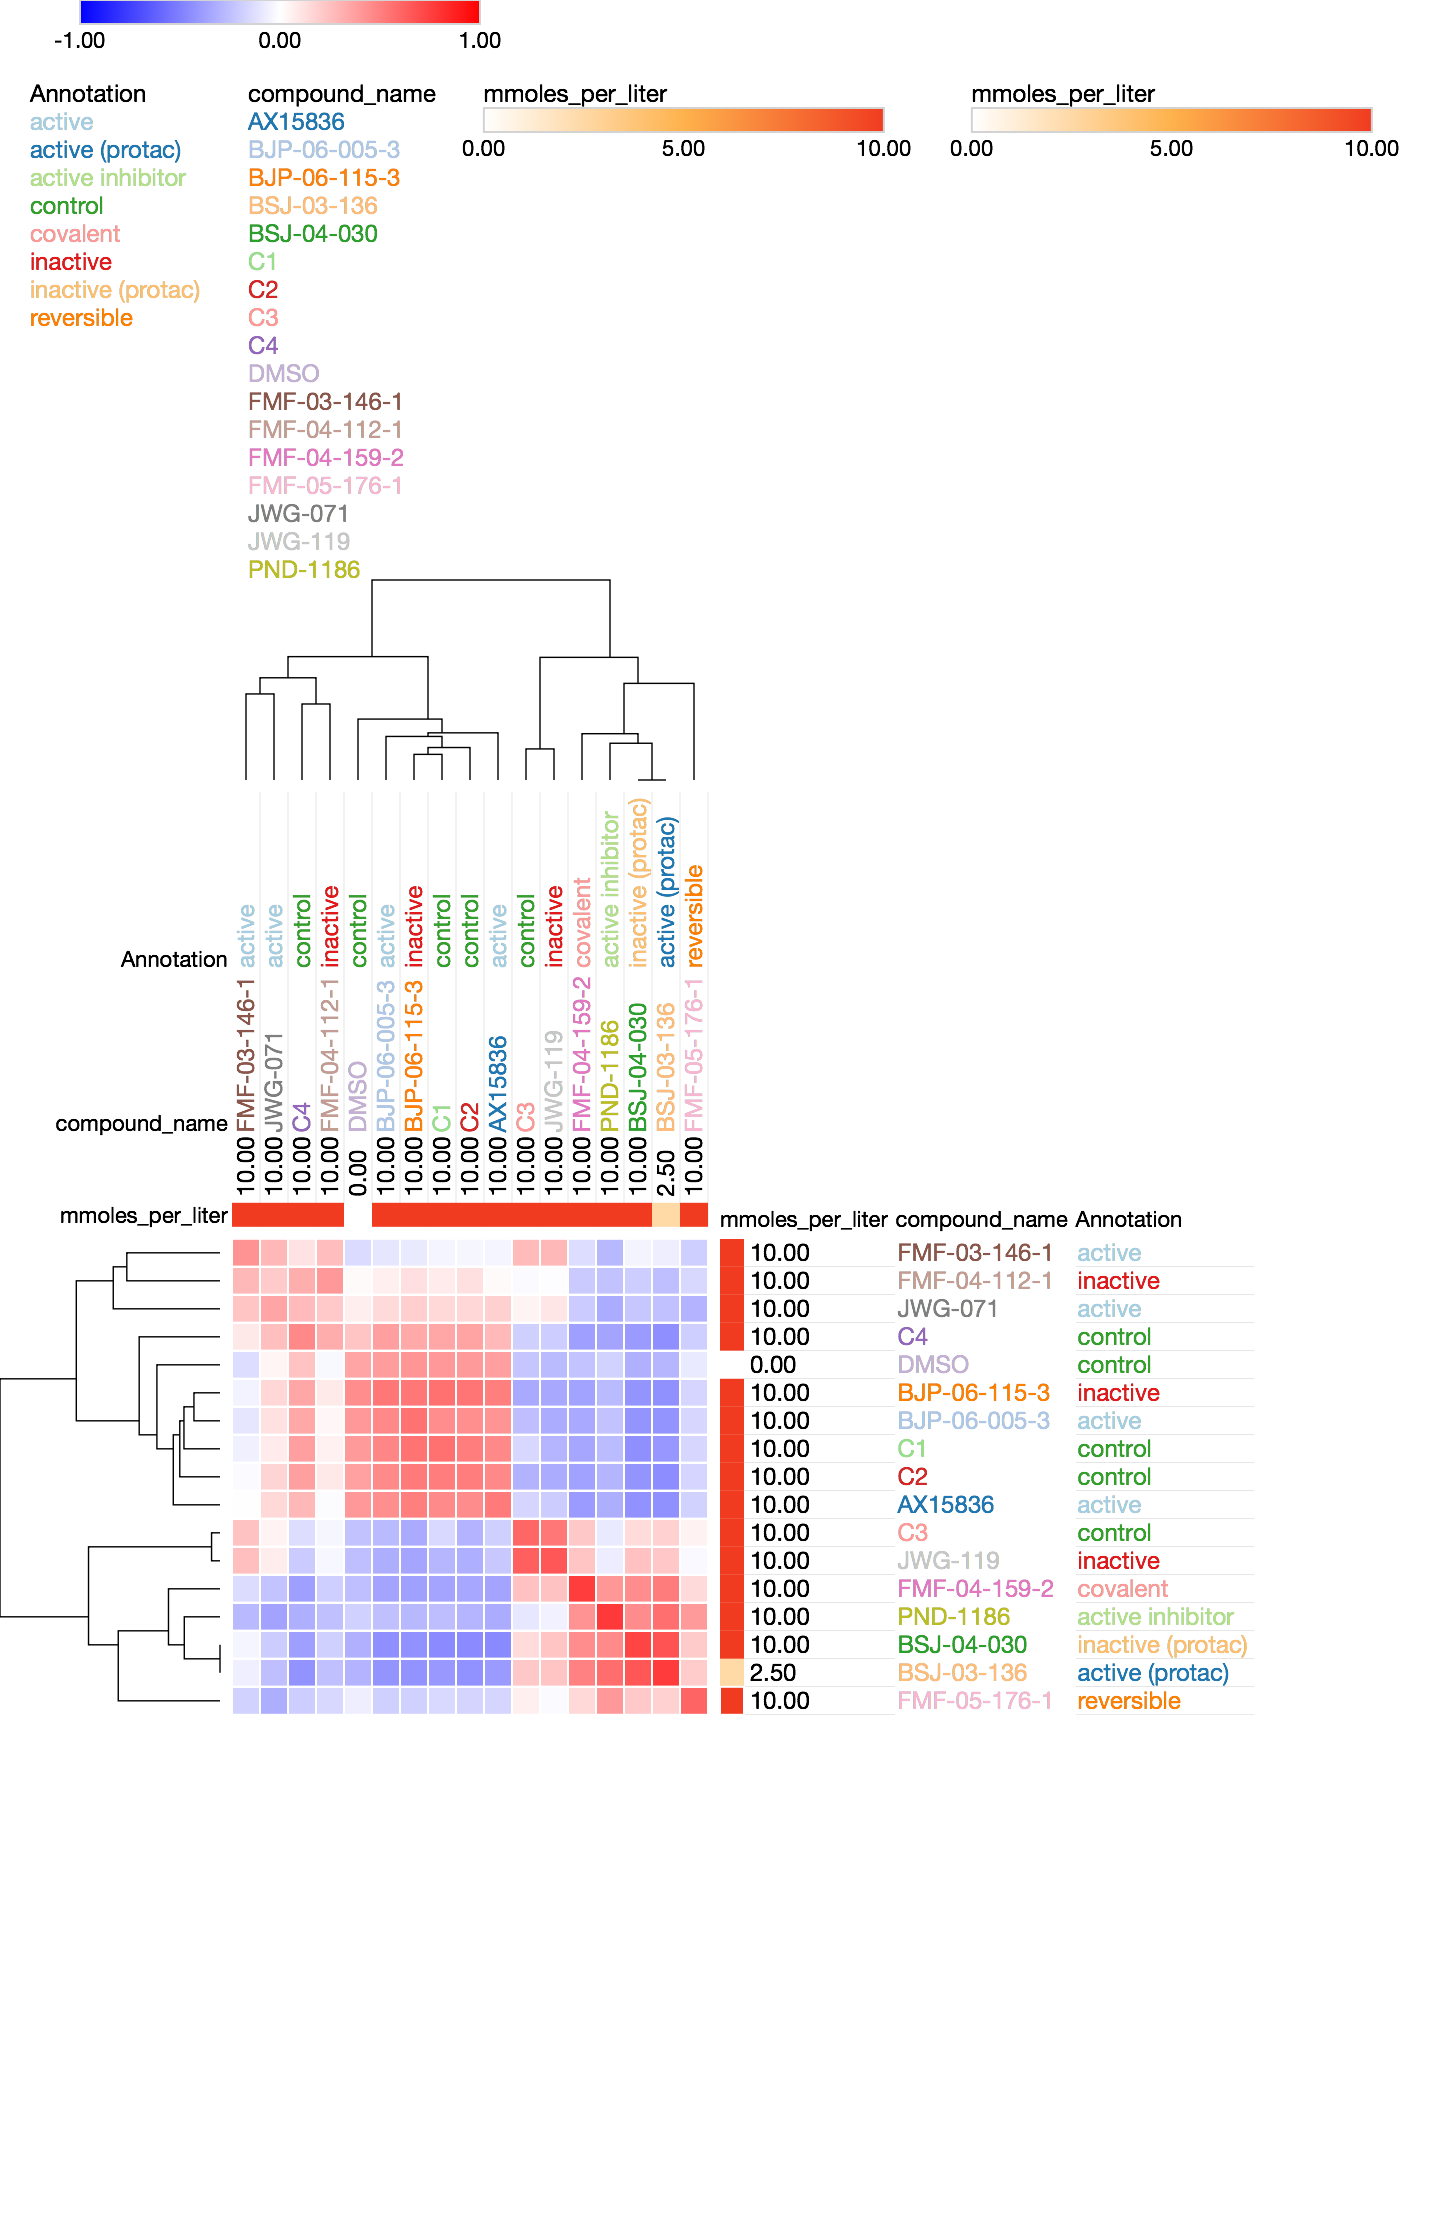 -1.00 0.00 1.00
Annotation compound_name mmoles_per_liter mmoles_per_liter
active AX15836
active (protac) BJP-06-005-3 0.00 5.00 10.00 0.00 5.00 10.00
active inhibitor BJP-06-115-3
control BSJ-03-136
covalent BSJ-04-030
inactive C1
inactive (protac) C2
reversible C3
C4
DMSO
FMF-03-146-1
FMF-04-112-1
FMF-04-159-2
FMF-05-176-1
JWG-071
JWG-119
PND-1186
Annotation active active control inactive control active inactive control control active control inactive covalent active inhibitor inactive (protac) active (protac) reversible
compound_name FMF-03-146-1 JWG-071 C4 FMF-04-112-1 DMSO BJP-06-005-3 BJP-06-115-3 C1 C2 AX15836 C3 JWG-119 FMF-04-159-2 PND-1186 BSJ-04-030 BSJ-03-136 FMF-05-176-1
mmoles_per_liter 10.00 10.00 10.00 10.00 0.00 10.00 10.00 10.00 10.00 10.00 10.00 10.00 10.00 10.00 10.00 2.50 10.00
mmoles_per_liter compound_name Annotation
10.00 FMF-03-146-1 active
10.00 FMF-04-112-1 inactive
10.00 JWG-071 active
10.00 C4 control
0.00 DMSO control
10.00 BJP-06-115-3 inactive
10.00 BJP-06-005-3 active
10.00 C1 control
10.00 C2 control
10.00 AX15836 active
10.00 C3 control
10.00 JWG-119 inactive
10.00 FMF-04-159-2 covalent
10.00 PND-1186 active inhibitor
10.00 BSJ-04-030 inactive (protac)
2.50 BSJ-03-136 active (protac)
10.00 FMF-05-176-1 reversible